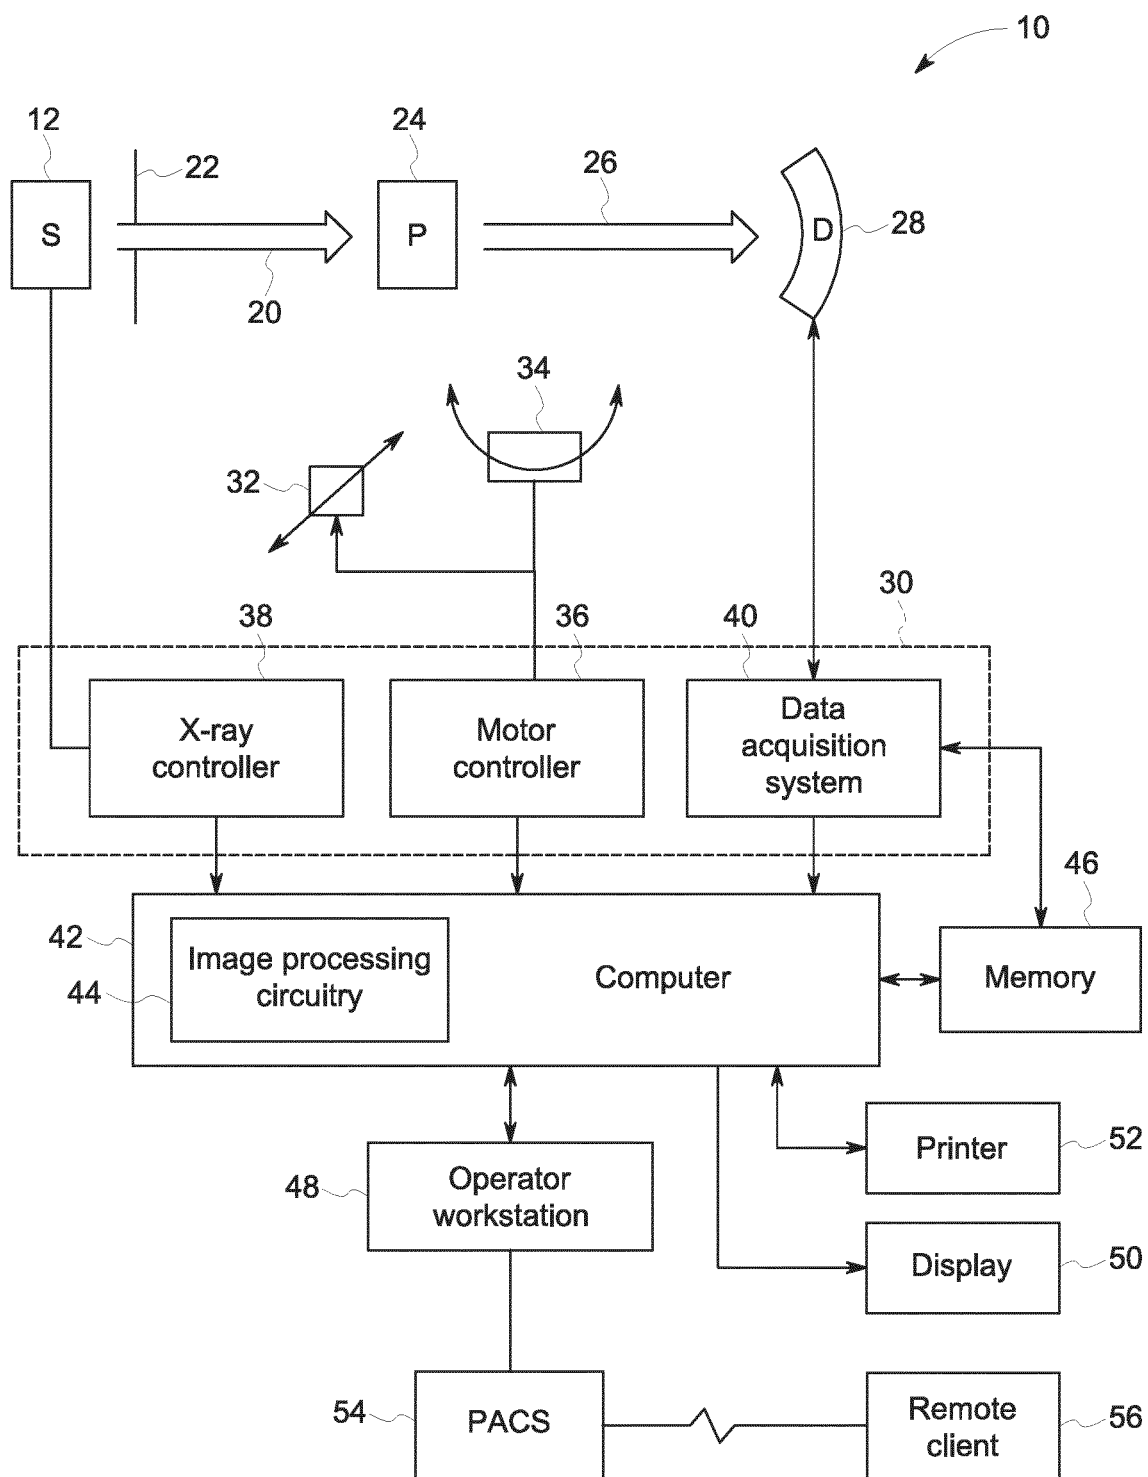 10
12
24
22
26
S
P
D
28
20
34
32
30
38
36
40
X-ray
controller
Motor
controller
Data
acquisition
system
46
42
Image processing
circuitry
44
Computer
Memory
Printer
52
48
Operator
workstation
Display
50
54
PACS
Remote
client
56